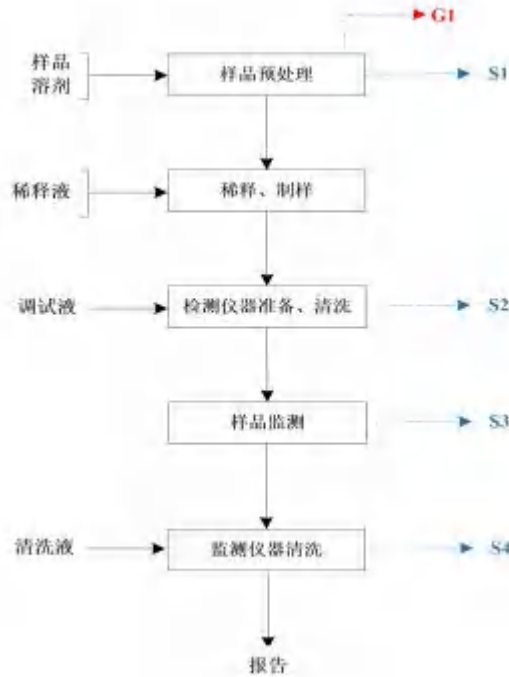 G1
样品
溶剂
样品预处理
S1
稀释液
稀释、制样
调试液
检测仪器准备、清洗
S2
样品监测
S3
清洗液
监测仪器清洗
S4
报告